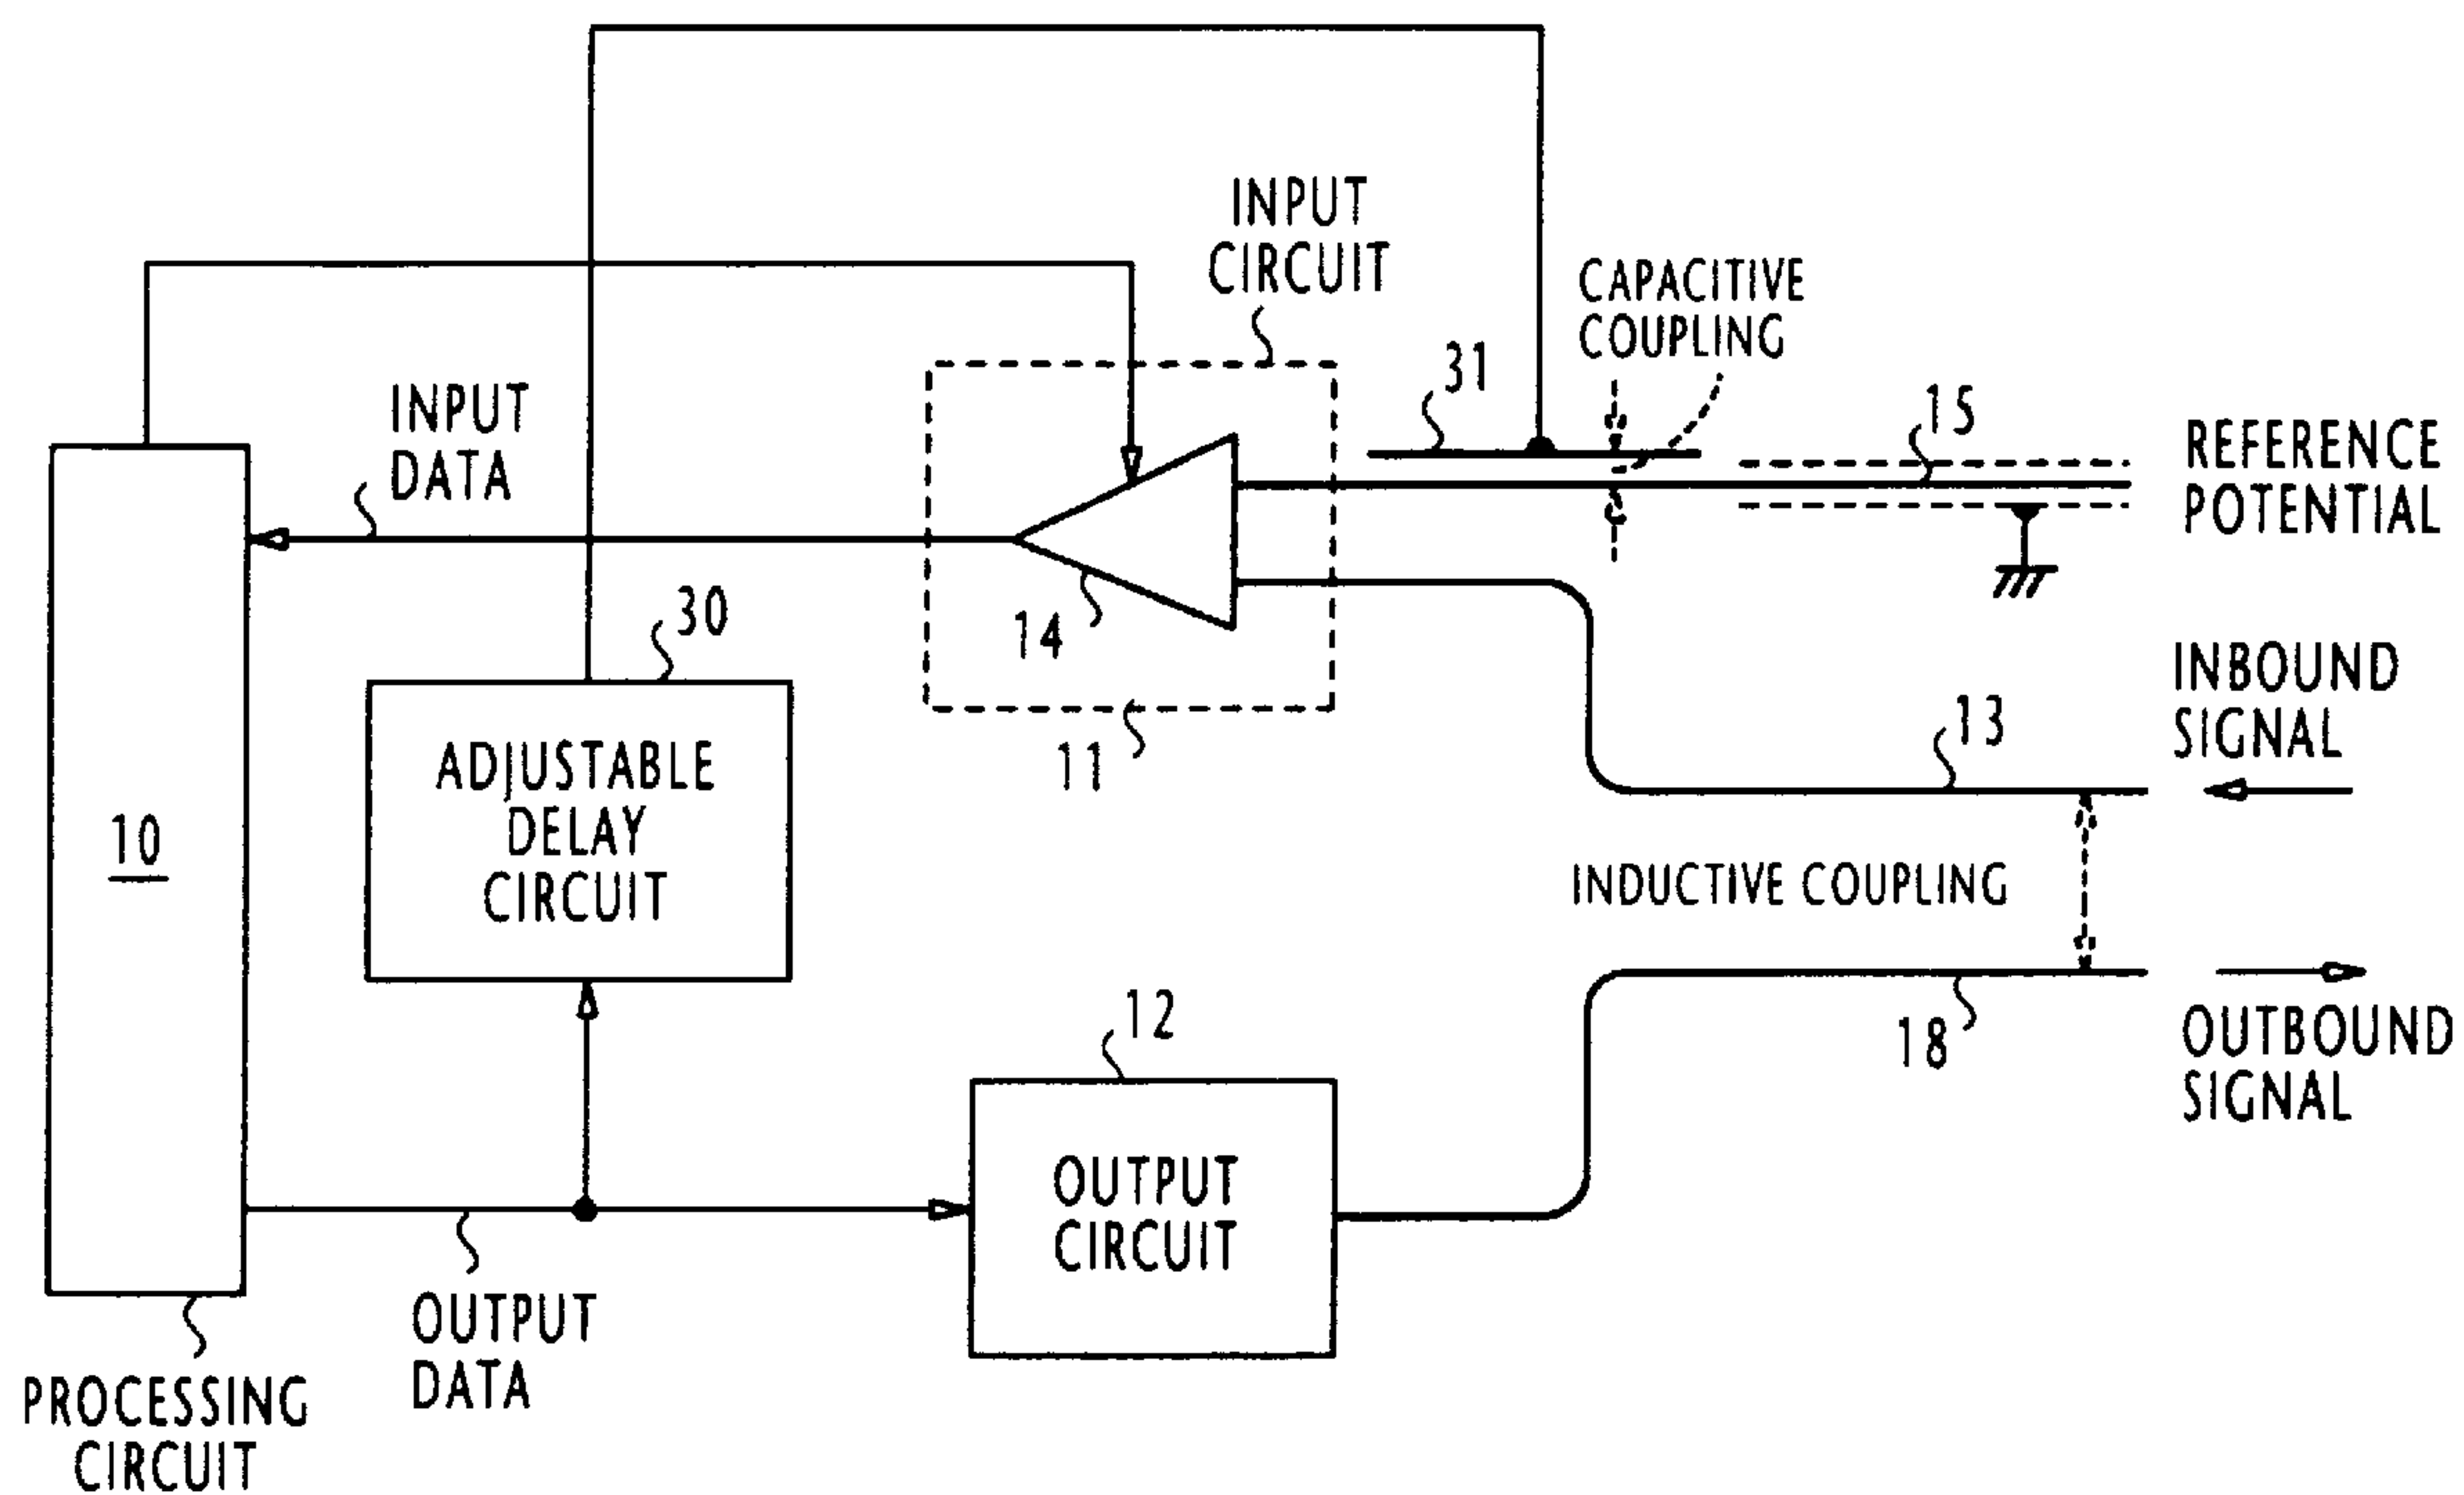 INPUT
CIRCUIT
CAPACITIVE
COUPLING
31
15
REFERENCE
POTENTIAL
INPUT
DATA
14
11
30
ADJUSTABLE
DELAY
CIRCUIT
10
INBOUND
SIGNAL
13
INDUCTIVE COUPLING
18
OUTBOUND
SIGNAL
12
OUTPUT
CIRCUIT
OUTPUT
DATA
PROCESSING
CIRCUIT